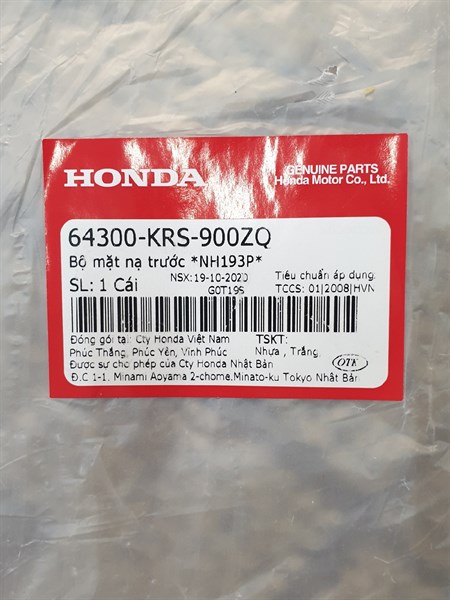 HONDA
GENUINE PARTS
Honda Motor Co., Ltd.
64300-KRS-900ZQ
Bộ mặt nạ trước *NH193P*
SL: 1 Cái
NSX: 19-10-2020
G0T19S
Tiêu chuẩn áp dụng:
TCCS: 01|2008|HVN
Đóng gói tại: Cty Honda Việt Nam
Phúc Thắng, Phúc Yên, Vĩnh Phúc
TSKT:
Nhựa , Trắng
Được sự cho phép của Cty Honda Nhật Bản
Đ.C 1-1. Minami Aoyama 2-chome,Minato-ku Tokyo Nhật Bản
OTK